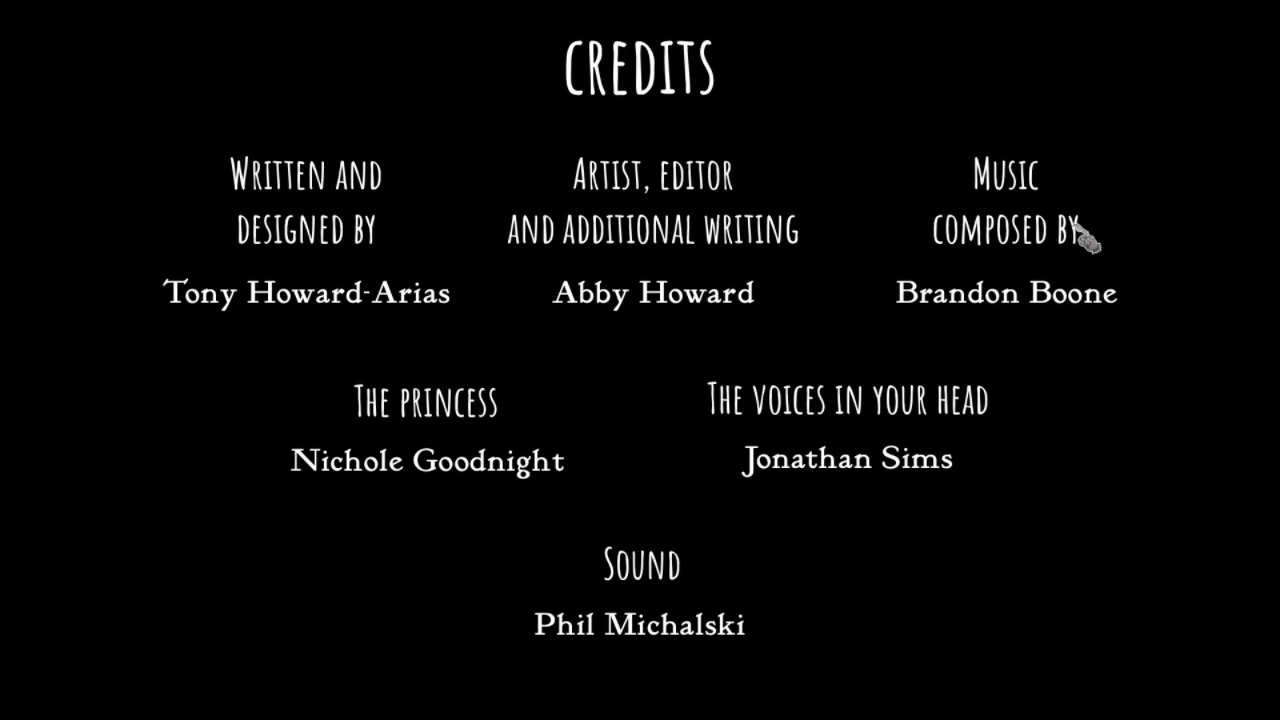 CREDITS
WRITTEN AND
DESIGNED BY
Tony Howard-Arias
ARTIST, EDITOR
AND ADDITIONAL WRITING
Abby Howard
MUSIC
COMPOSED BY
Brandon Boone
THE PRINCESS
Nichole Goodnight
THE VOICES IN YOUR HEAD
Jonathan Sims
SOUND
Phil Michalski